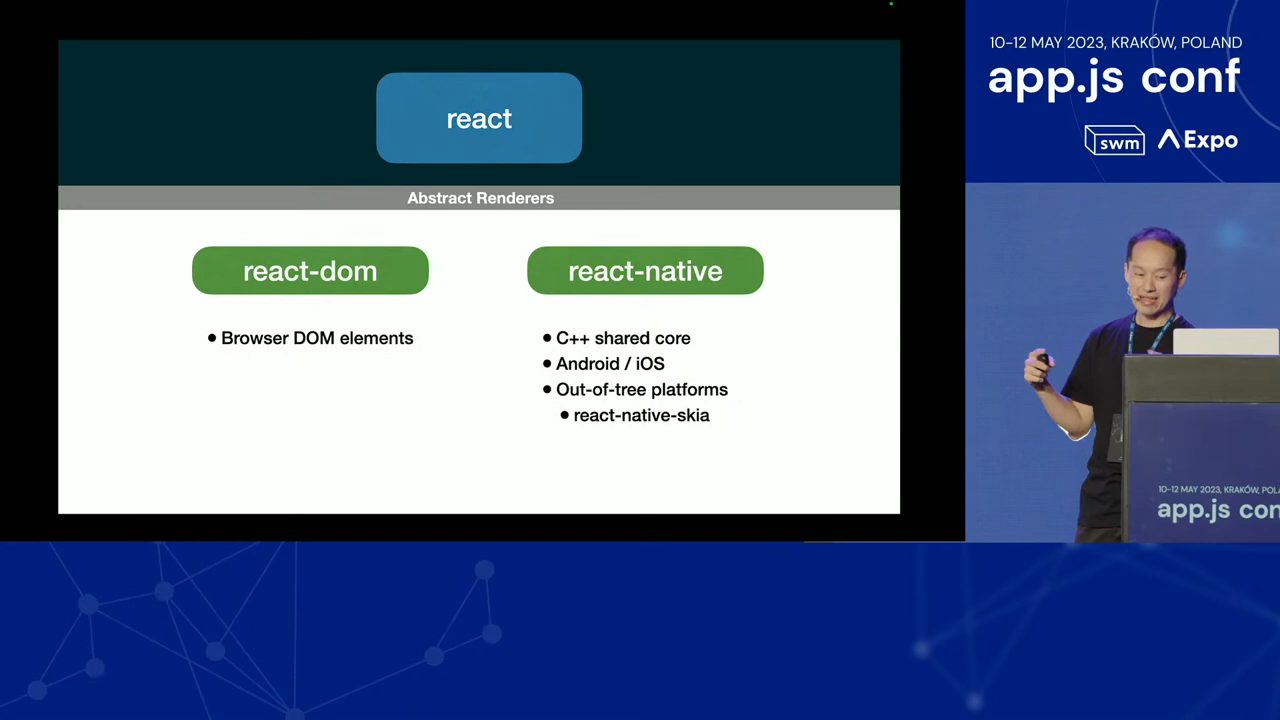 react
Abstract Renderers
react-dom
react-native
• Browser DOM elements
• C++ shared core
• Android / iOS
• Out-of-tree platforms
• react-native-skia
10–12 MAY 2023, KRAKÓW, POLAND
app.js conf
swm
Expo
10–12 MAY 2023, KRAKÓW, POL
app.js con